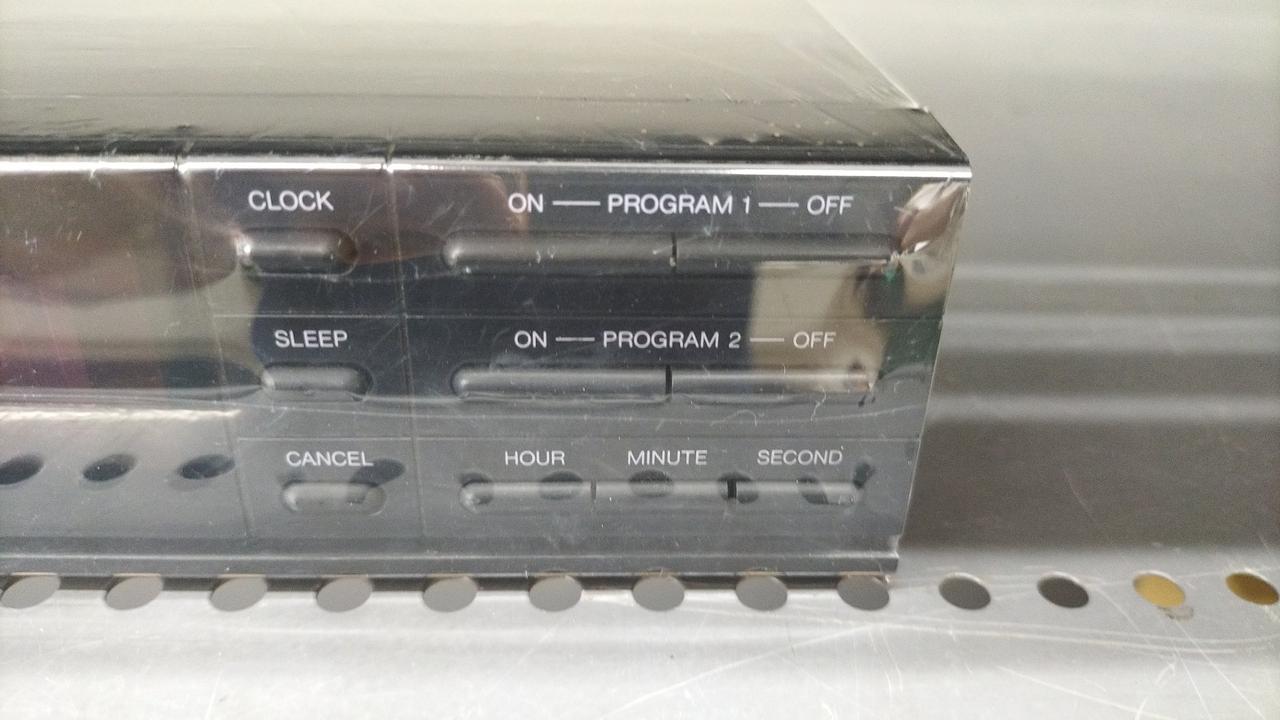 CLOCK
ON — PROGRAM 1 — OFF
SLEEP
ON — PROGRAM 2 — OFF
CANCEL
HOUR MINUTE SECOND